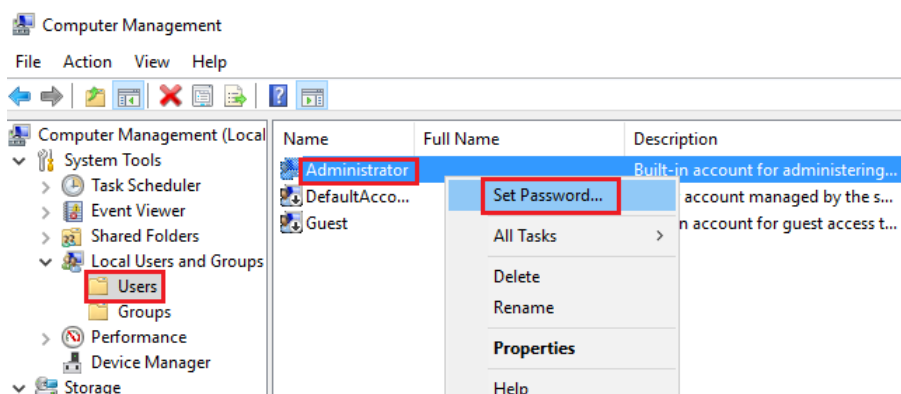 Computer Management
File Action View Help
Computer Management (Local
System Tools
Task Scheduler
Event Viewer
Shared Folders
Local Users and Groups
Users
Groups
Performance
Device Manager
Storage
Name Full Name Description
Administrator Built-in account for administering...
DefaultAcco... account managed by the s...
Guest n account for guest access t...
Set Password...
All Tasks
Delete
Rename
Properties
Help